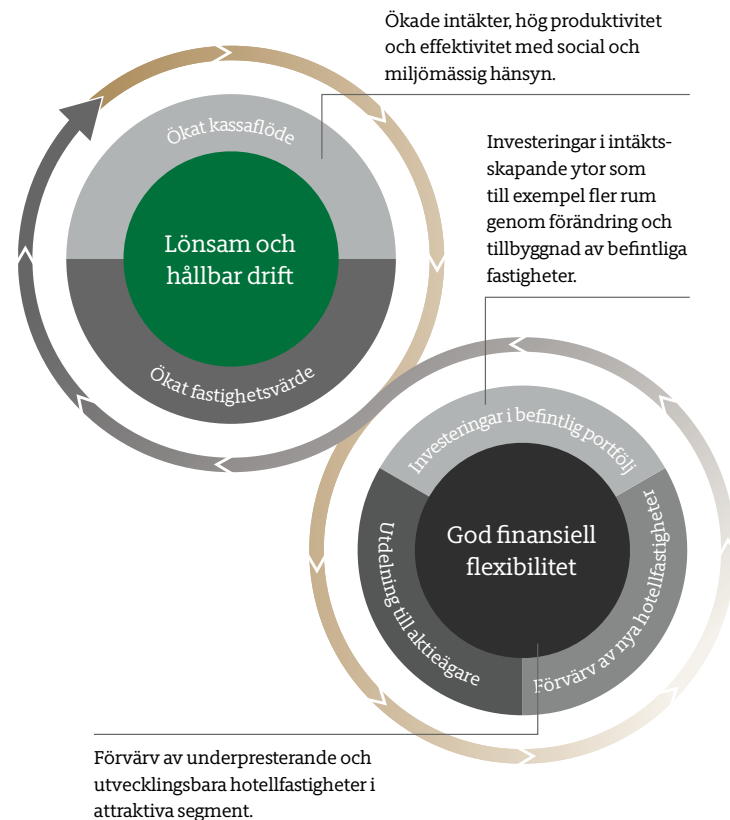 Ökade intäkter, hög produktivitet
och effektivitet med social och
miljömässig hänsyn.
Ökat kassaflöde
Investeringar i intäkts-
skapande ytor som
till exempel fler rum
genom förändring och
tillbyggnad av befintliga
fastigheter.
Lönsam och
hållbar drift
Ökat fastighetsvärde
Investeringar i befintlig portfölj
God finansiell
flexibilitet
Utdelning till aktieägare
Förvärv av nya hotellfastigheter
Förvärv av underpresterande och
utvecklingsbara hotellfastigheter i
attraktiva segment.